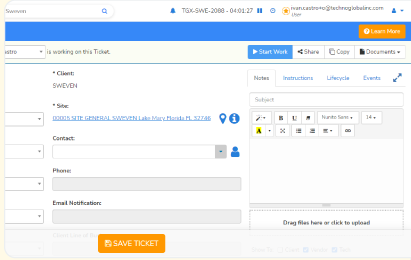 Sweven
TGX-SWE-2088 - 04:01:27
ivan.castro+o@technoglobalinc.com
User
Learn More
astro is working on this Ticket.
Start Work Share Copy Documents
* Client:
SWEVEN
* Site:
00005 SITE GENERAL SWEVEN Lake Mary Florida FL 32746
Contact:
Phone:
Email Notification:
Notes Instructions Lifecycle Events
Subject
B U Nunito Sans 14
A
Drag files here or click to upload
SAVE TICKET